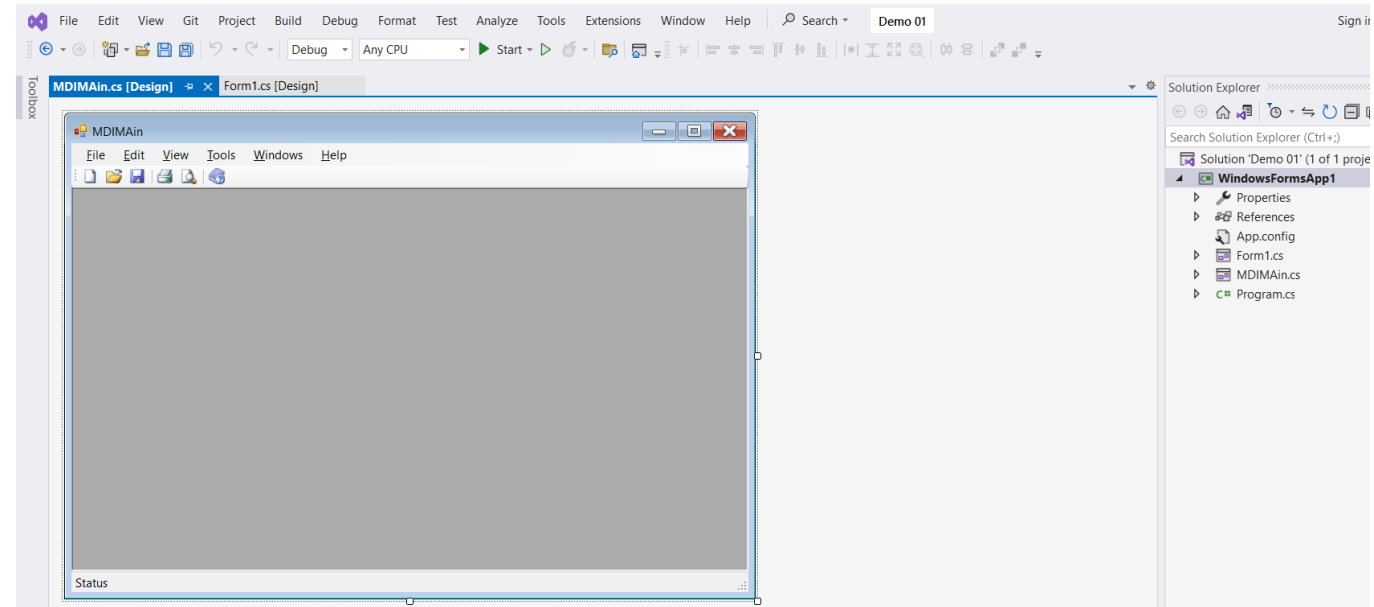 File Edit View Git Project Build Debug Format Test Analyze Tools Extensions Window Help Search Demo 01 Sign i
Debug Any CPU Start
Toolbox
MDIMAin.cs [Design] Form1.cs [Design]
Solution Explorer
MDIMAin
File Edit View Tools Windows Help
Search Solution Explorer (Ctrl+;)
Solution 'Demo 01' (1 of 1 proje
C# WindowsFormsApp1
Properties
References
App.config
Form1.cs
MDIMAin.cs
C# Program.cs
Status